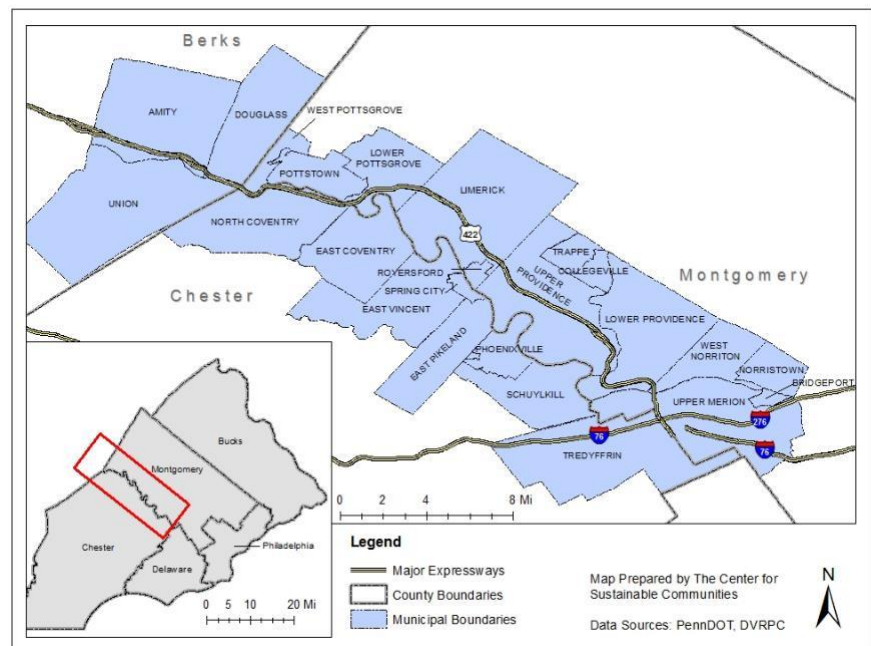 Berks
AMITY
DOUGLASS
WEST POTTSGROVE
LOWER
POTTSGROVE
POTTSTOWN
LIMERICK
UNION
NORTH COVENTRY
422
EAST COVENTRY
TRAPPE
COLLEGEVILLE
UPPER
PROVIDENCE
Montgomery
ROYERSFORD
SPRING CITY
Chester
EAST VINCENT
LOWER PROVIDENCE
EAST PIKELAND
PHOENIXVILLE
WEST
NORRITON
NORRISTOWN
BRIDGEPORT
SCHUYLKILL
UPPER MERION
276
76
76
TREDYFFRIN
0 2 4 8 Mi
Bucks
Montgomery
Chester
Philadelphia
Delaware
0 5 10 20 Mi
Legend
Major Expressways
County Boundaries
Municipal Boundaries
Map Prepared by The Center for
Sustainable Communities
Data Sources: PennDOT, DVRPC
N